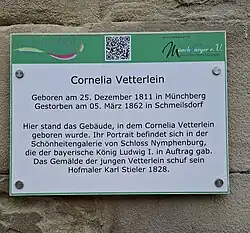 Cornelia Vetterlein
Geboren am 25. Dezember 1811 in Münchberg
Gestorben am 05. März 1862 in Schmeilsdorf
Hier stand das Gebäude, in dem Cornelia Vetterlein
geboren wurde. Ihr Portrait befindet sich in der
Schönheitengalerie von Schloss Nymphenburg,
die der bayerische König Ludwig I. in Auftrag gab.
Das Gemälde der jungen Vetterlein schuf sein
Hofmaler Karl Stieler 1828.